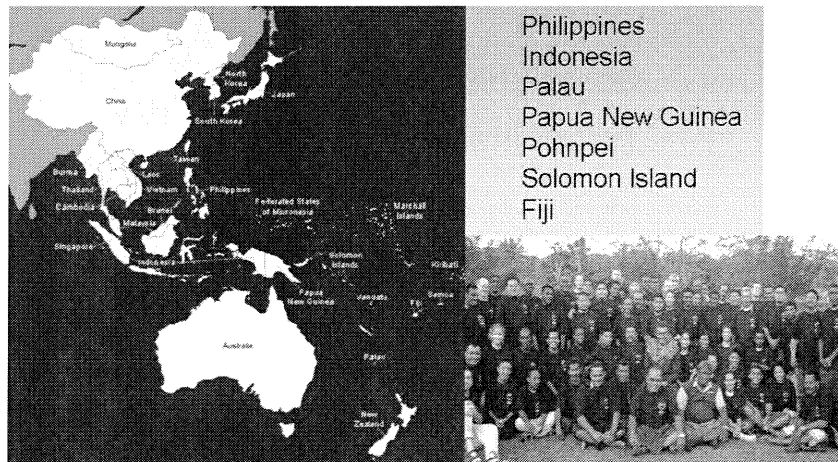 Philippines
Indonesia
Palau
Papua New Guinea
Pohnpei
Solomon Island
Fiji
Mongolia
China
North
Korea
Japan
South Korea
Taiwan
Burma
Laos
Thailand
Vietnam
Philippines
Cambodia
Federated States
of Micronesia
Marshall
Islands
Malaysia
Brunei
Singapore
Indonesia
Solomon
Islands
Kiribati
Papua
New Guinea
Vanuatu
Fiji
Samoa
Australia
Palau
New
Zealand